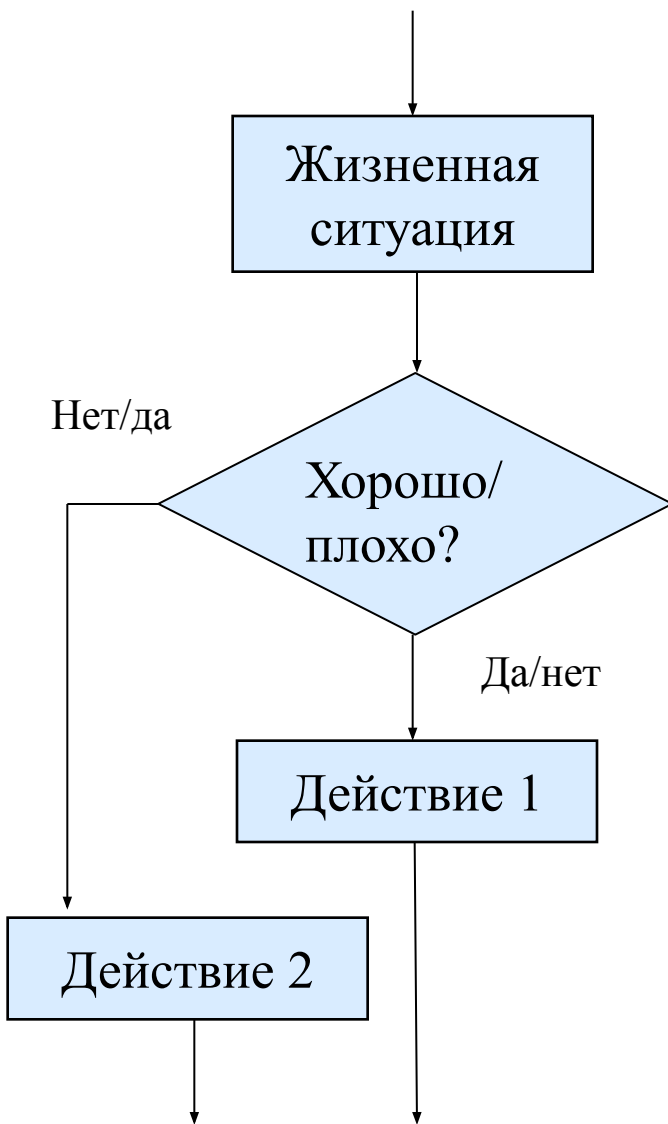 Жизненная
ситуация
Нет/да
Хорошо/
плохо?
Да/нет
Действие 1
Действие 2